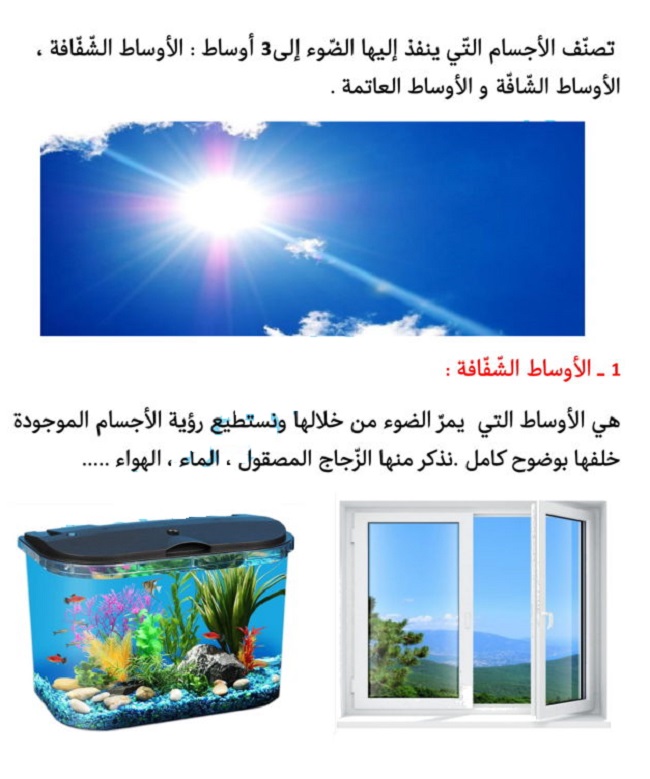 تصنّف الأجسام التّي ينفذ إليها الضّوء إلى3 أوساط : الأوساط الشّفّافة ،
الأوساط الشّافّة و الأوساط العاتمة .
1 ـ الأوساط الشّفّافة :
هي الأوساط التي يمرّ الضوء من خلالها ونستطيع رؤية الأجسام الموجودة
خلفها بوضوح كامل .نذكر منها الزّجاج المصقول ، الماء ، الهواء .....